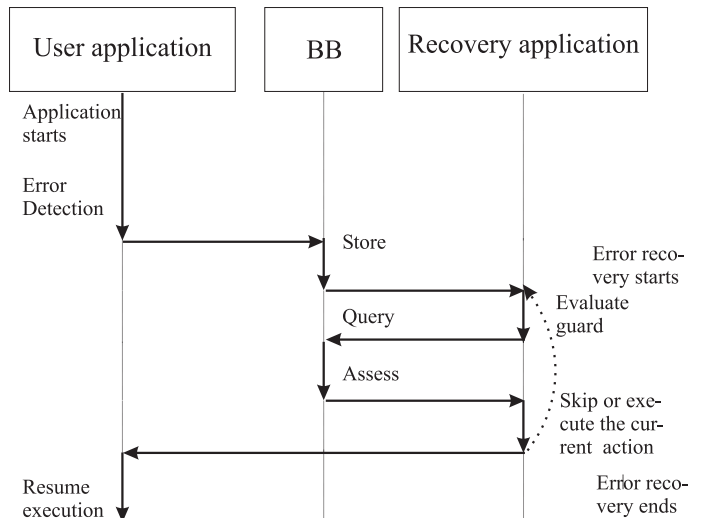 User application
BB
Recovery application
Application
starts
Error
Detection
Store
Error reco-
very starts
Evaluate
guard
Query
Assess
Skip or exe-
cute the cur-
rent action
Resume
execution
Error reco-
very ends